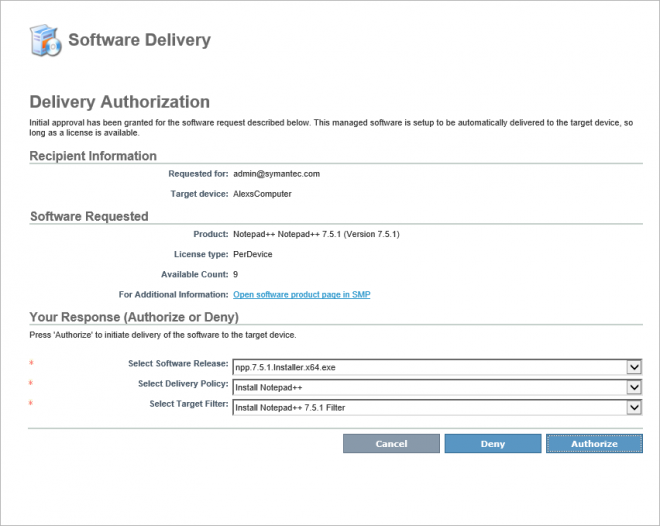 Software Delivery
Delivery Authorization
Initial approval has been granted for the software request described below. This managed software is setup to be automatically delivered to the target device, so
long as a license is available.
Recipient Information
Requested for: admin@symantec.com
Target device: AlexsComputer
Software Requested
Product: Notepad++ Notepad++ 7.5.1 (Version 7.5.1)
License type: PerDevice
Available Count: 9
For Additional Information: Open software product page in SMP
Your Response (Authorize or Deny)
Press 'Authorize' to initiate delivery of the software to the target device.
* Select Software Release: npp.7.5.1.Installer.x64.exe
* Select Delivery Policy: Install Notepad++
* Select Target Filter: Install Notepad++ 7.5.1 Filter
Cancel Deny Authorize